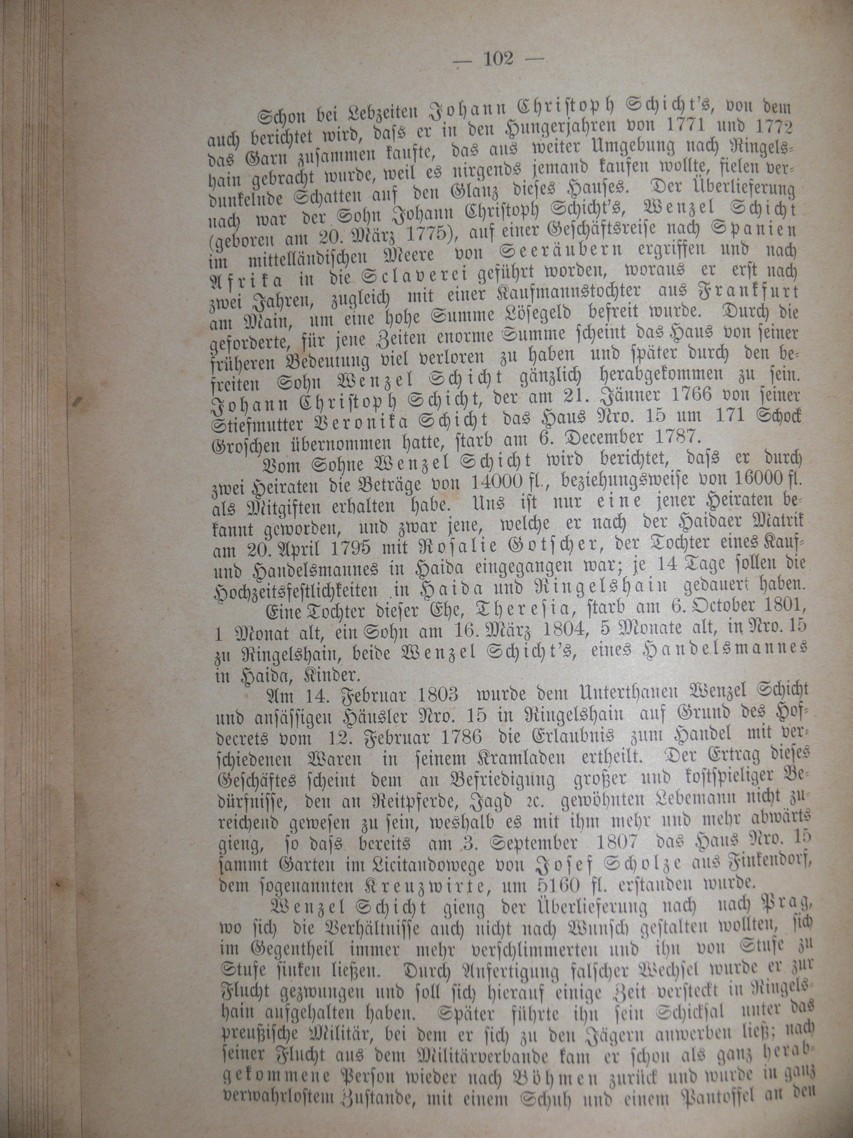 — 102 —
Schon bei Lebzeiten Johann Christoph Schicht's, von dem
auch berichtet wird, dass er in den Hungerjahren von 1771 und 1772
das Garn zusammen kaufte, das aus weiter Umgebung nach Ringels-
hain gebracht wurde, weil es nirgends jemand kaufen wollte, fielen ver-
dunkelnde Schatten auf den Glanz dieses Hauses. Der Überlieferung
nach war der Sohn Johann Christoph Schicht's, Wenzel Schicht
(geboren am 20. März 1775), auf einer Geschäftsreise nach Spanien
im mittelländischen Meere von Seeräubern ergriffen und nach
Afrika in die Sclaverei geführt worden, woraus er erst nach
zwei Jahren, zugleich mit einer Kaufmannstochter aus Frankfurt
am Main, um eine hohe Summe Lösegeld befreit wurde. Durch die
geforderte, für jene Zeiten enorme Summe scheint das Haus von seiner
früheren Bedeutung viel verloren zu haben und später durch den be-
freiten Sohn Wenzel Schicht gänzlich herabgekommen zu sein.
Johann Christoph Schicht, der am 21. Jänner 1766 von seiner
Stiefmutter Veronika Schicht das Haus Nro. 15 um 171 Schock
Groschen übernommen hatte, starb am 6. December 1787.
Vom Sohne Wenzel Schicht wird berichtet, dass er durch
zwei Heiraten die Beträge von 14000 fl., beziehungsweise von 16000 fl.
als Mitgiften erhalten habe. Uns ist nur eine jener Heiraten be-
kannt geworden, und zwar jene, welche er nach der Haidaer Matrik
am 20. April 1795 mit Rosalie Gotscher, der Tochter eines Kauf-
und Handelsmannes in Haida eingegangen war; je 14 Tage sollen die
Hochzeitsfestlichkeiten in Haida und Ringelshain gedauert haben.
Eine Tochter dieser Ehe, Theresia, starb am 6. October 1801,
1 Monat alt, ein Sohn am 16. März 1804, 5 Monate alt, in Nro. 15
zu Ringelshain, beide Wenzel Schicht's, eines Handelsmannes
in Haida, Kinder.
Am 14. Februar 1803 wurde dem Unterthanen Wenzel Schicht
und ansässigen Häusler Nro. 15 in Ringelshain auf Grund des Hof-
decrets vom 12. Februar 1786 die Erlaubnis zum Handel mit ver-
schiedenen Waren in seinem Kramladen ertheilt. Der Ertrag dieses
Geschäftes scheint dem an Befriedigung großer und kostspieliger Be-
dürfnisse, den an Reitpferde, Jagd ꝛc. gewöhnten Lebemann nicht zu-
reichend gewesen zu sein, weshalb es mit ihm mehr und mehr abwärts
gieng, so dass bereits am 3. September 1807 das Haus Nro. 15
sammt Garten im Licitandowege von Josef Scholze aus Finkendorf,
dem sogenannten Kreuzwirte, um 5160 fl. erstanden wurde.
Wenzel Schicht gieng der Überlieferung nach nach Prag,
wo sich die Verhältnisse auch nicht nach Wunsch gestalten wollten, sich
im Gegentheil immer mehr verschlimmerten und ihn von Stufe zu
Stufe sinken ließen. Durch Anfertigung falscher Wechsel wurde er zur
Flucht gezwungen und soll sich hierauf einige Zeit versteckt in Ringels-
hain aufgehalten haben. Später führte ihn sein Schicksal unter das
preußische Militär, bei dem er sich zu den Jägern anwerben ließ; nach
seiner Flucht aus dem Militärverbande kam er schon als ganz herab-
gekommene Person wieder nach Böhmen zurück und wurde in ganz
verwahrlostem Zustande, mit einem Schuh und einem Pantoffel an den